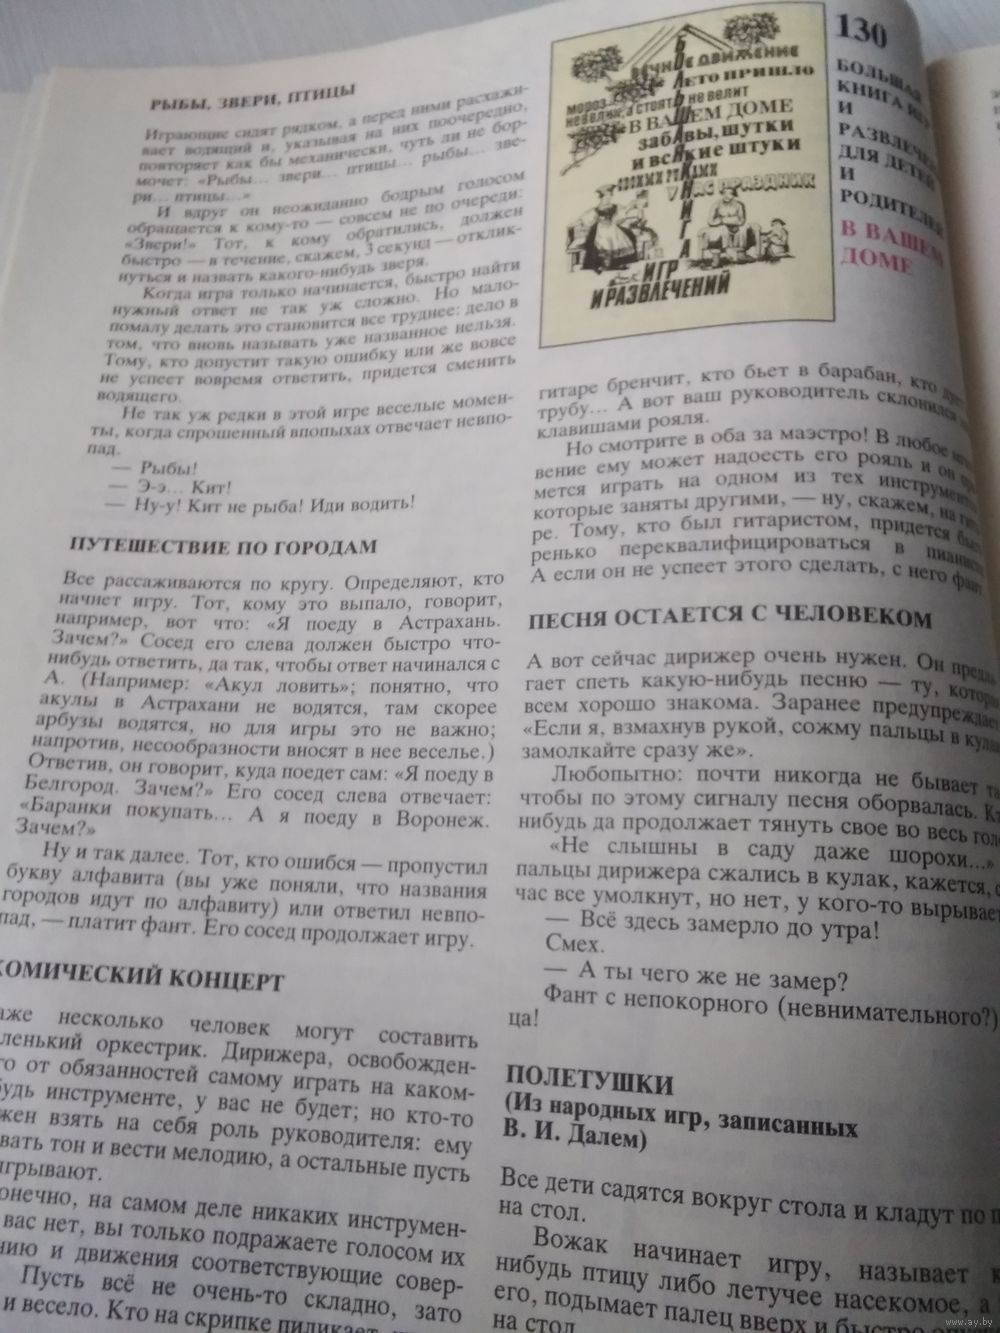 РЫБЫ, ЗВЕРИ, ПТИЦЫ
Играющие сидят рядком, а перед ними расхажи-
вает водящий и, указывая на них поочередно,
повторяет как бы механически, чуть ли не бор-
мочет: «Рыбы... звери... птицы... рыбы... зве-
ри... птицы...»
И вдруг он неожиданно бодрым голосом
обращается к кому-то — совсем не по очереди:
«Звери!» Тот, к кому обратились, должен
быстро — в течение, скажем, 3 секунд — отклик-
нуться и назвать какого-нибудь зверя.
Когда игра только начинается, быстро найти
нужный ответ не так уж сложно. Но мало-
помалу делать это становится все труднее: дело в
том, что вновь называть уже названное нельзя.
Тому, кто допустит такую ошибку или же вовсе
не успеет вовремя ответить, придется сменить
водящего.
Не так уж редки в этой игре веселые момен-
ты, когда спрошенный впопыхах отвечает невпо-
пад.
— Рыбы!
— Э-э... Кит!
— Ну-у! Кит не рыба! Иди водить!
ПУТЕШЕСТВИЕ ПО ГОРОДАМ
Все рассаживаются по кругу. Определяют, кто
начнет игру. Тот, кому это выпало, говорит,
например, вот что: «Я поеду в Астрахань.
Зачем?» Сосед его слева должен быстро что-
нибудь ответить, да так, чтобы ответ начинался с
А. (Например: «Акул ловить»; понятно, что
акулы в Астрахани не водятся, там скорее
арбузы водятся, но для игры это не важно;
напротив, несообразности вносят в нее веселье.)
Ответив, он говорит, куда поедет сам: «Я поеду в
Белгород. Зачем?» Его сосед слева отвечает:
«Баранки покупать... А я поеду в Воронеж.
Зачем?»
Ну и так далее. Тот, кто ошибся — пропустил
букву алфавита (вы уже поняли, что названия
городов идут по алфавиту) или ответил невпо-
пад, — платит фант. Его сосед продолжает игру.
КОМИЧЕСКИЙ КОНЦЕРТ
несколько человек могут составить
оркестрик. Дирижера, освобожден-
от обязанностей самому играть на каком-
инструменте, у вас не будет; но кто-то
взять на себя роль руководителя: ему
тон и вести мелодию, а остальные пусть
на самом деле никаких инструмен-
вас нет, вы только подражаете голосом их
и движения соответствующие совер-
Пусть всё не очень-то складно, зато
и весело. Кто на скрипке пиликает,
130
БОЛЬШАЯ
КНИГА ИГР
И
РАЗВЛЕЧЕ
ДЛЯ ДЕТЕЙ
И
РОДИТЕЛЕЙ
В ВАШЕМ
ДОМЕ
БОЛЬШАЯ КНИГА
ВЕЧНОЕ ДВИЖЕНИЕ
ЛЕТО ПРИШЛО
МОРОЗ
НЕ ВЕЛИК, А СТОЯТЬ НЕ ВЕЛИТ
В ВАШЕМ ДОМЕ
ЗАБАВЫ, ШУТКИ
И ВСЯКИЕ ШТУКИ
У НАС ПРАЗДНИК
ИГР
И РАЗВЛЕЧЕНИЙ
гитаре бренчит, кто бьет в барабан, кто
трубу... А вот ваш руководитель склонился
клавишами рояля.
Но смотрите в оба за маэстро! В любое
вение ему может надоесть его рояль и он
мется играть на одном из тех
которые заняты другими, — ну, скажем, на
ре. Тому, кто был гитаристом, придется
ренько переквалифицироваться в
А если он не успеет этого сделать, с него фант.
ПЕСНЯ ОСТАЕТСЯ С ЧЕЛОВЕКОМ
А вот сейчас дирижер очень нужен. Он
гает спеть какую-нибудь песню — ту,
всем хорошо знакома. Заранее предупреждает
«Если я, взмахнув рукой, сожму пальцы в кулак
замолкайте сразу же».
Любопытно: почти никогда не бывает
чтобы по этому сигналу песня оборвалась.
нибудь да продолжает тянуть свое во весь
«Не слышны в саду даже шорохи...»
пальцы дирижера сжались в кулак, кажется,
час все умолкнут, но нет, у кого-то вырывает
— Всё здесь замерло до утра!
Смех.
— А ты чего же не замер?
Фант с непокорного (невнимательного?)
ца!
ПОЛЕТУШКИ
(Из народных игр, записанных
В. И. Далем)
Все дети садятся вокруг стола и кладут по
на стол.
Вожак начинает игру, называет
нибудь птицу либо летучее насекомое, а
его, подымает палец вверх и быстро
на стол.
www.ay.by